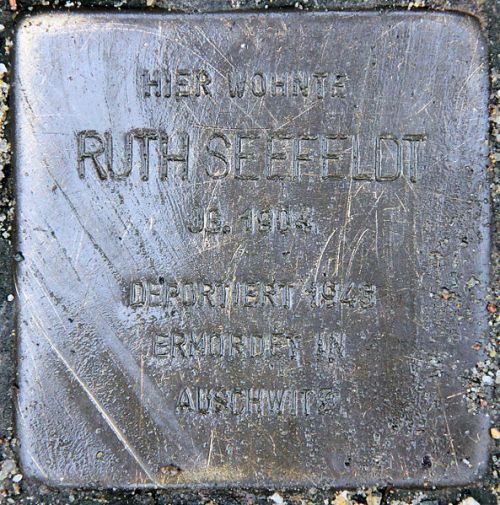 HIER WOHNTE
RUTH SEEFELDT
JG. 1904
DEPORTIERT 1943
ERMORDET IN
AUSCHWITZ